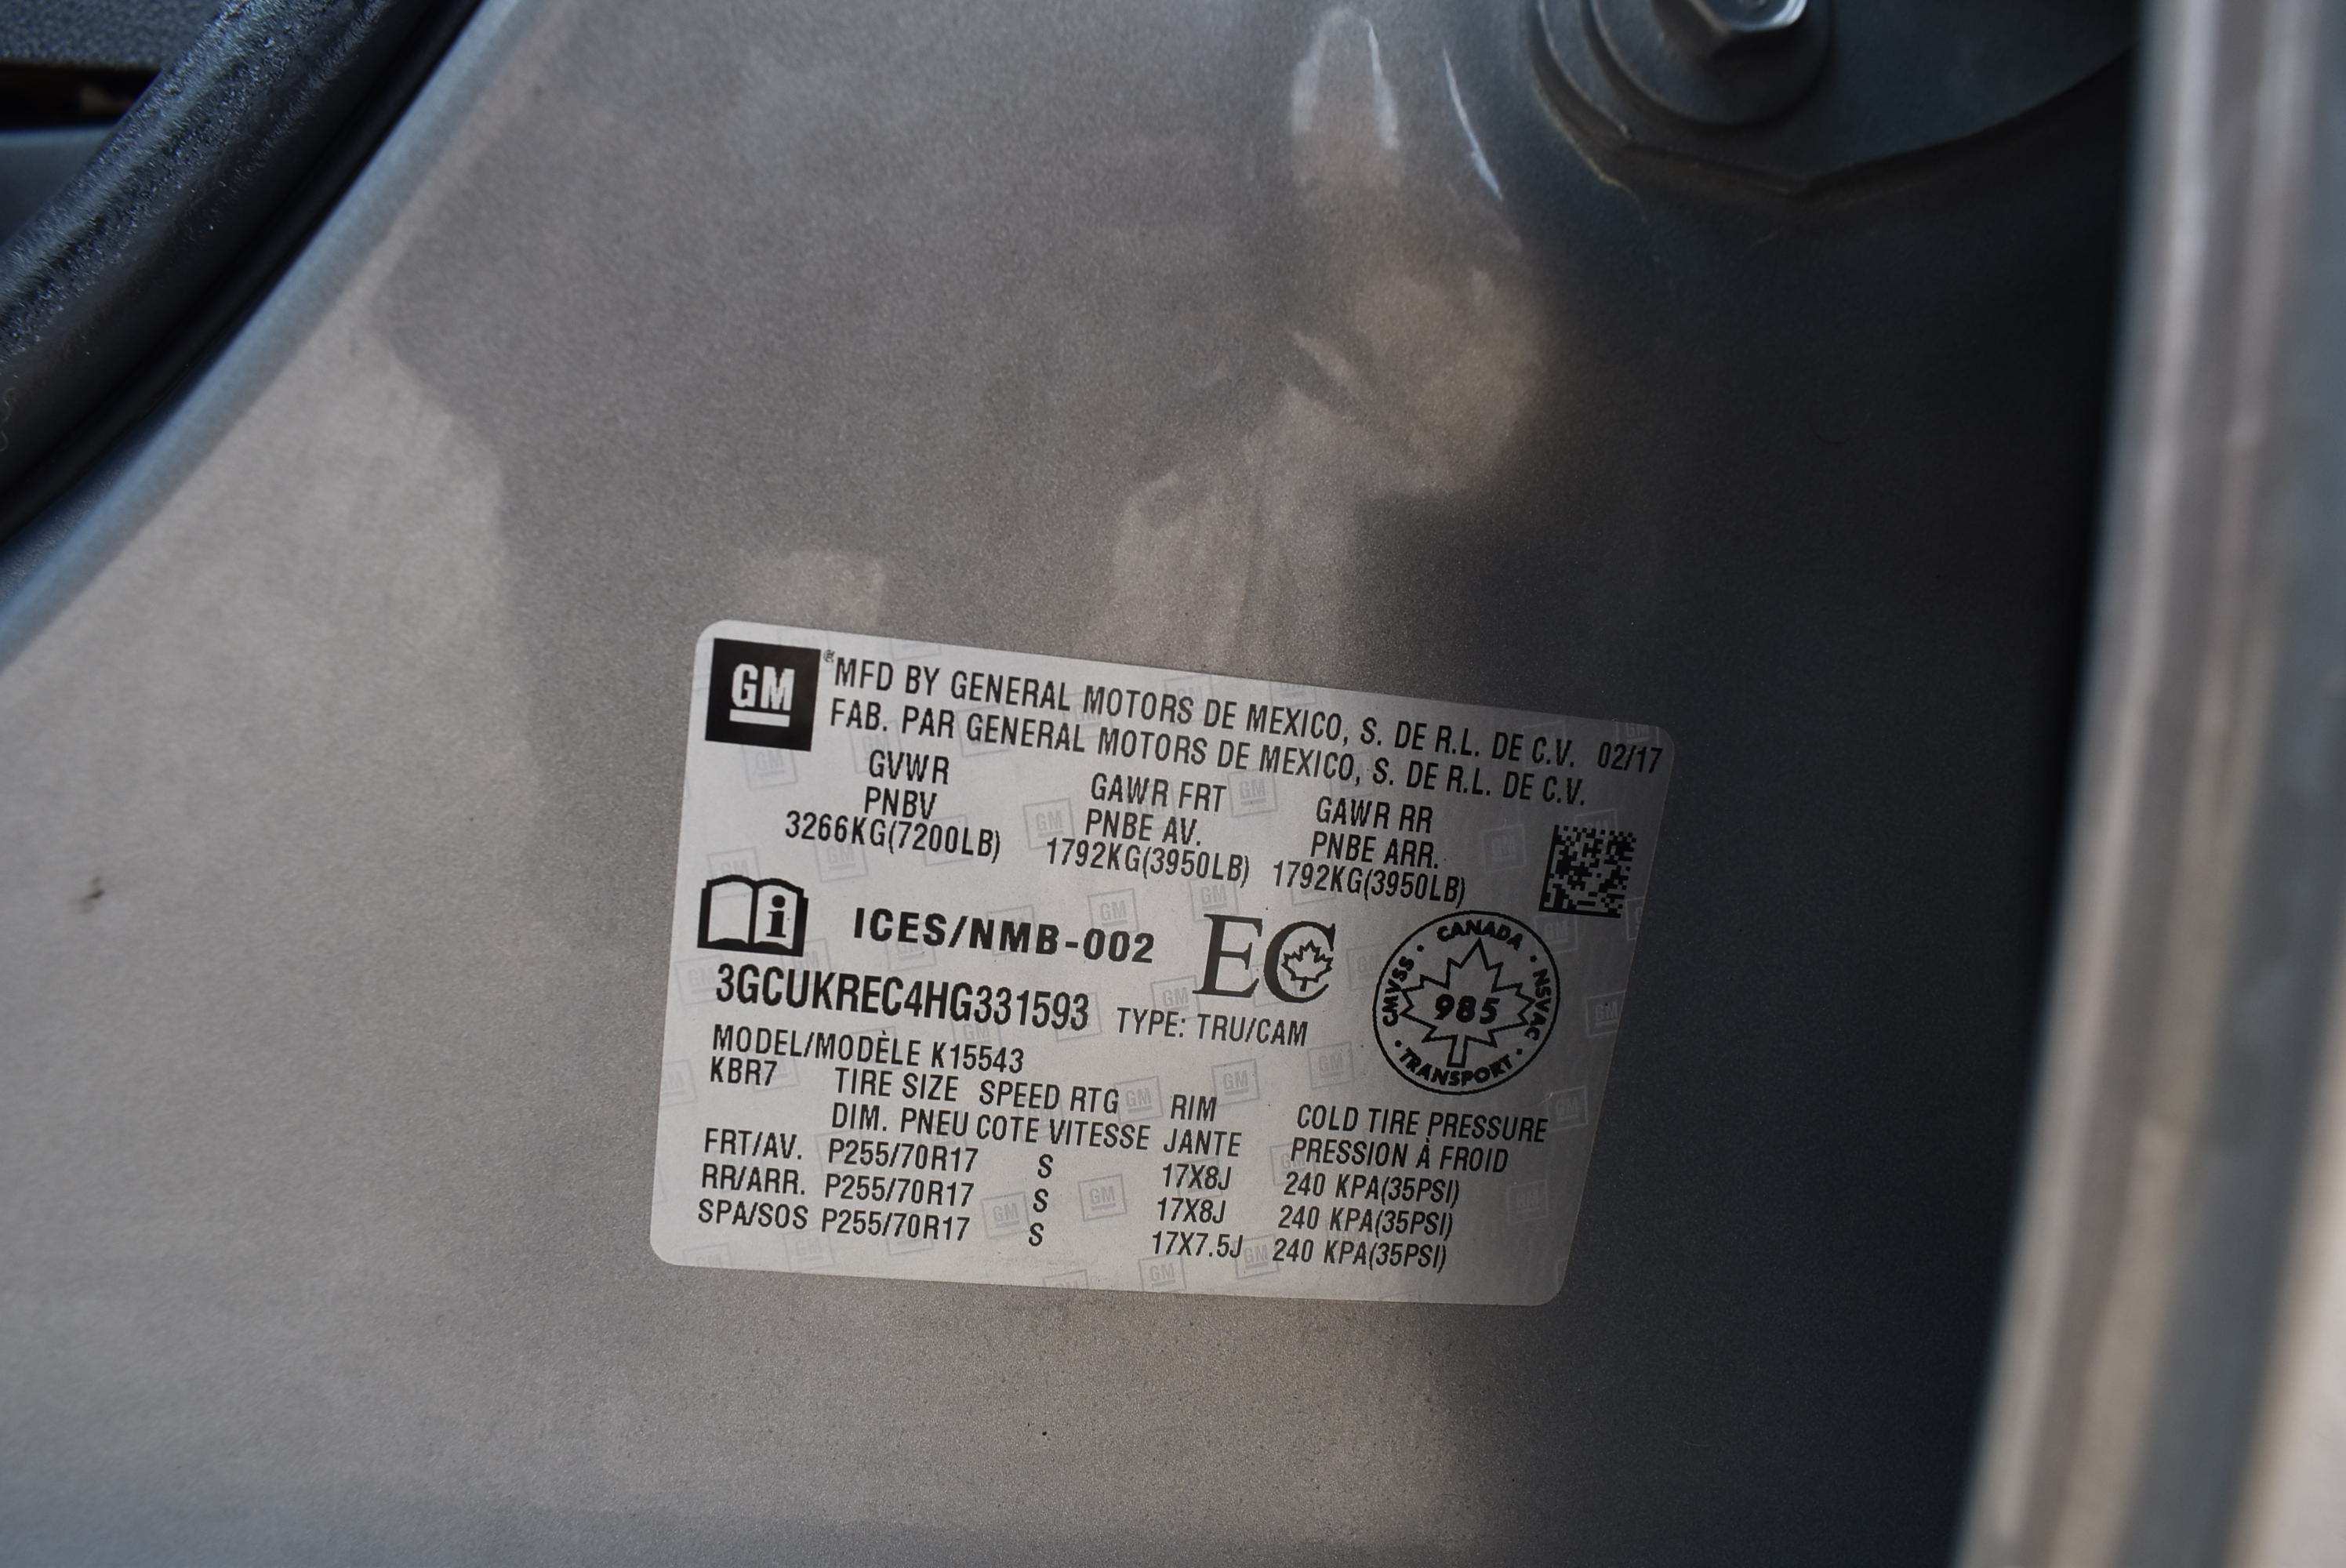 GM ® MFD BY GENERAL MOTORS DE MEXICO, S. DE R.L. DE C.V. 02/17
FAB. PAR GENERAL MOTORS DE MEXICO, S. DE R.L. DE C.V.
GVWR GAWR FRT GAWR RR
PNBV PNBE AV. PNBE ARR.
3266KG(7200LB) 1792KG(3950LB) 1792KG(3950LB)
i ICES/NMB-002 EC
CANADA
CMVSS • 985 • NSVAC
• TRANSPORT •
3GCUKREC4HG331593 TYPE: TRU/CAM
MODEL/MODÈLE K15543
KBR7 TIRE SIZE SPEED RTG RIM COLD TIRE PRESSURE
DIM. PNEU COTE VITESSE JANTE PRESSION À FROID
FRT/AV. P255/70R17 S 17X8J 240 KPA(35PSI)
RR/ARR. P255/70R17 S 17X8J 240 KPA(35PSI)
SPA/SOS P255/70R17 S 17X7.5J 240 KPA(35PSI)